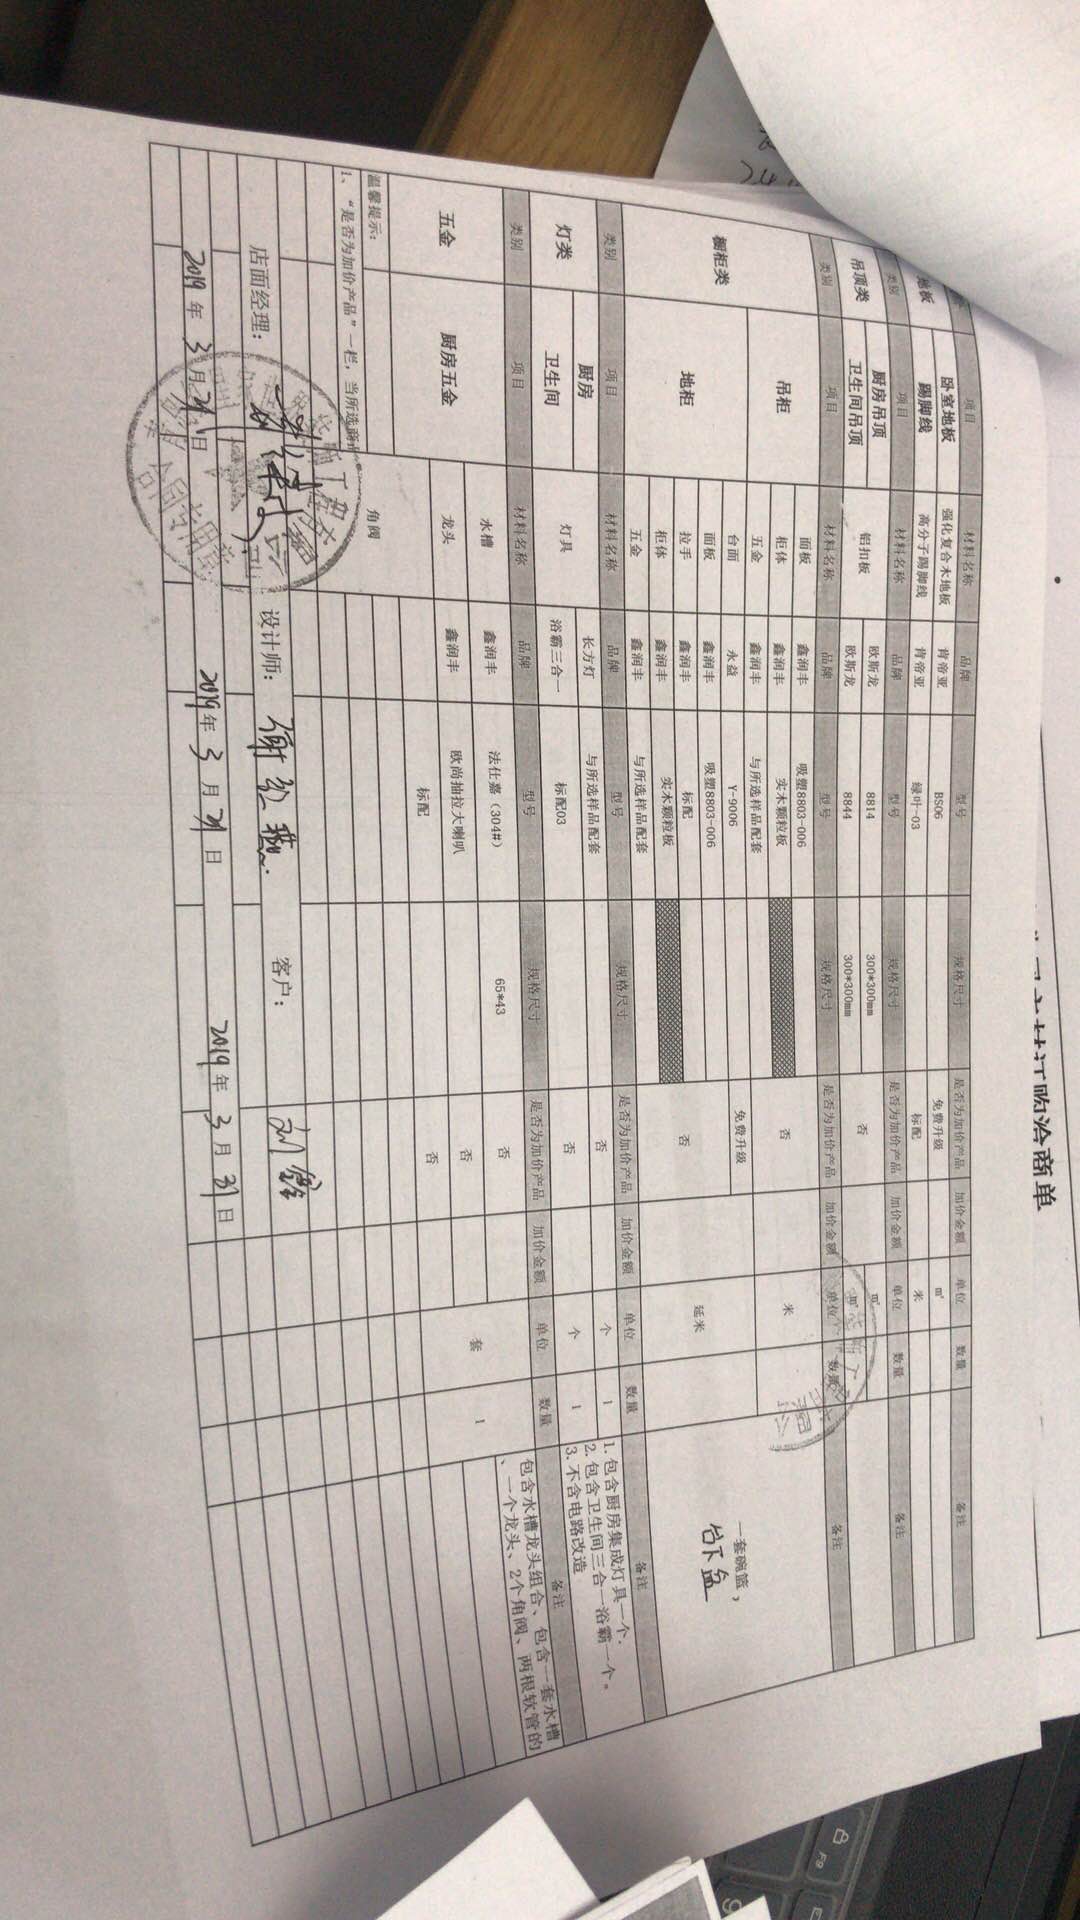 订购洽商单
项目 材料名称 品牌 型号 规格尺寸 是否为加价产品 加价金额 单位 数量 备注
地板 卧室地板 强化复合木地板 肯帝亚 BS06 免费升级 m²
踢脚线 高分子踢脚线 肯帝亚 绿叶-03 标配 米
类别 项目 材料名称 品牌 型号 规格尺寸 是否为加价产品 加价金额 单位 数量 备注
吊顶类 厨房吊顶 铝扣板 欧斯龙 8814 300*300mm 否 m²
卫生间吊顶 欧斯龙 8844 300*300mm m²
类别 项目 材料名称 品牌 型号 规格尺寸 是否为加价产品 加价金额 单位 数量 备注
橱柜类 吊柜 面板 鑫润丰 吸塑8803-006 否 米
柜体 鑫润丰 实木颗粒板
五金 鑫润丰 与所选样品配套
地柜 台面 永益 Y-9006 免费升级 延米 一套碗篮，
面板 鑫润丰 吸塑8803-006 否 台下盆
拉手 鑫润丰 标配
柜体 鑫润丰 实木颗粒板
五金 鑫润丰 与所选样品配套
类别 项目 材料名称 品牌 型号 规格尺寸 是否为加价产品 加价金额 单位 数量 备注
灯类 厨房 灯具 长方灯 与所选样品配套 否 个 1 1. 包含厨房集成灯具一个.
卫生间 浴霸三合一 标配03 否 个 1 2. 包含卫生间三合一浴霸一个。
3. 不含电路改造
类别 项目 材料名称 品牌 型号 规格尺寸 是否为加价产品 加价金额 单位 数量 备注
五金 厨房五金 水槽 鑫润丰 法仕嘉（304#） 65*43 否 套 1 包含水槽龙头组合、包含一套水槽
龙头 鑫润丰 欧尚抽拉大喇叭 否 、一个龙头、2个角阀、两根软管的
角阀 标配 否
温馨提示：
1、“是否为加价产品”一栏，当所选商
店面经理： 设计师： 客户：
2019年3月21日 2019年3月21日 2019年3月31日
F9